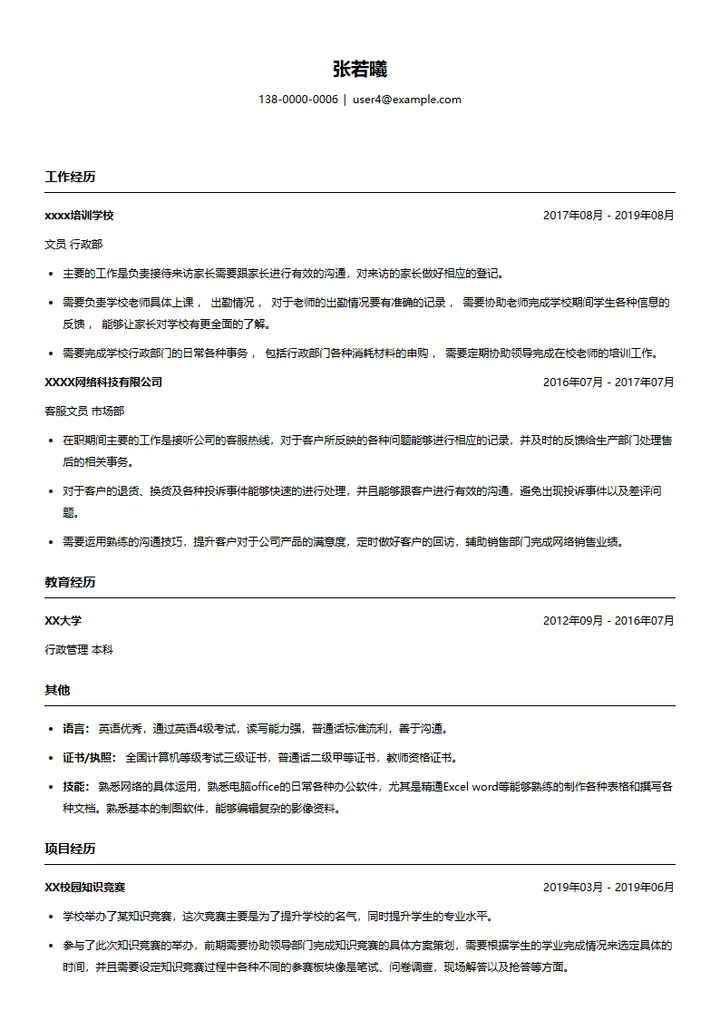 张若曦
138-0000-0006 | user4@example.com
工作经历
xxxx培训学校 2017年08月 - 2019年08月
文员 行政部
• 主要的工作是负责接待来访家长需要跟家长进行有效的沟通，对来访的家长做好相应的登记。
• 需要负责学校老师具体上课 ， 出勤情况 ， 对于老师的出勤情况要有准确的记录 ， 需要协助老师完成学校期间学生各种信息的
反馈 ， 能够让家长对学校有更全面的了解。
• 需要完成学校行政部门的日常各种事务 ， 包括行政部门各种消耗材料的申购 ， 需要定期协助领导完成在校老师的培训工作。
XXXX网络科技有限公司 2016年07月 - 2017年07月
客服文员 市场部
• 在职期间主要的工作是接听公司的客服热线，对于客户所反映的各种问题能够进行相应的记录，并及时的反馈给生产部门处理售
后的相关事务。
• 对于客户的退货、换货及各种投诉事件能够快速的进行处理，并且能够跟客户进行有效的沟通，避免出现投诉事件以及差评问
题。
• 需要运用熟练的沟通技巧，提升客户对于公司产品的满意度，定时做好客户的回访，辅助销售部门完成网络销售业绩。
教育经历
XX大学 2012年09月 - 2016年07月
行政管理 本科
其他
• 语言： 英语优秀，通过英语4级考试，读写能力强，普通话标准流利，善于沟通。
• 证书/执照： 全国计算机等级考试三级证书，普通话二级甲等证书，教师资格证书。
• 技能： 熟悉网络的具体运用，熟悉电脑office的日常各种办公软件，尤其是精通Excel word等能够熟练的制作各种表格和撰写各
种文档。熟悉基本的制图软件，能够编辑复杂的影像资料。
项目经历
XX校园知识竞赛 2019年03月 - 2019年06月
• 学校举办了某知识竞赛，这次竞赛主要是为了提升学校的名气，同时提升学生的专业水平。
• 参与了此次知识竞赛的举办，前期需要协助领导部门完成知识竞赛的具体方案策划，需要根据学生的学业完成情况来选定具体的
时间，并且需要设定知识竞赛过程中各种不同的参赛板块像是笔试、问卷调查，现场解答以及抢答等方面。